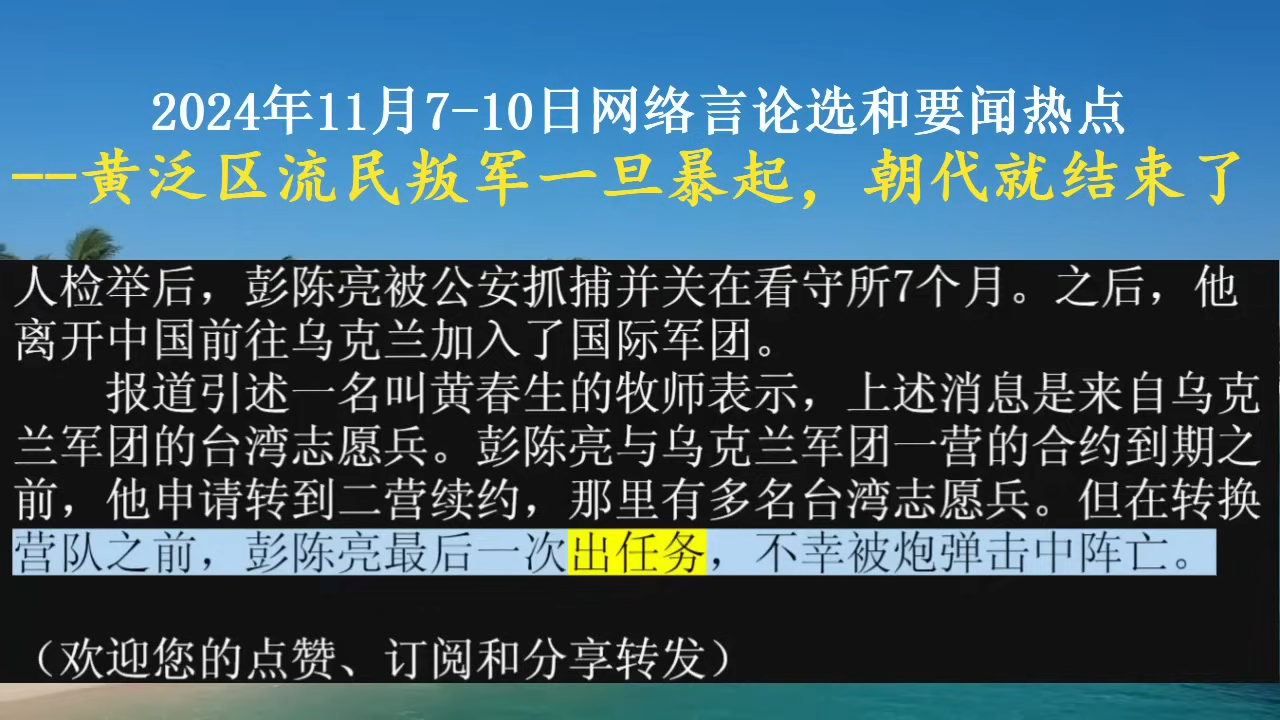 2024年11月7-10日网络言论选和要闻热点
--黄泛区流民叛军一旦暴起，朝代就结束了
人检举后，彭陈亮被公安抓捕并关在看守所7个月。之后，他
离开中国前往乌克兰加入了国际军团。
报道引述一名叫黄春生的牧师表示，上述消息是来自乌克
兰军团的台湾志愿兵。彭陈亮与乌克兰军团一营的合约到期之
前，他申请转到二营续约，那里有多名台湾志愿兵。但在转换
营队之前，彭陈亮最后一次出任务，不幸被炮弹击中阵亡。
（欢迎您的点赞、订阅和分享转发）